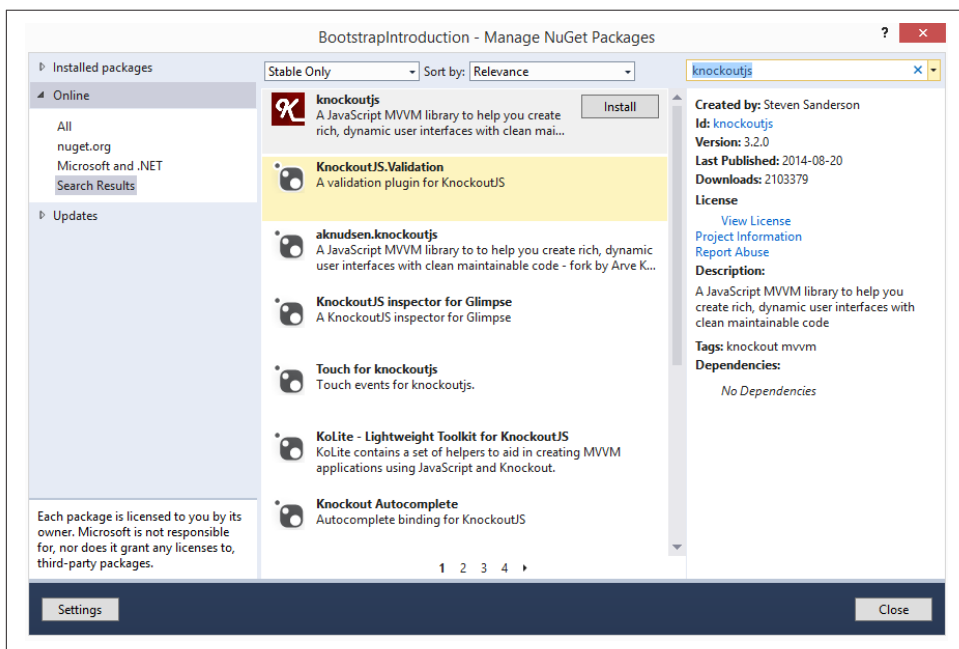 BootstrapIntroduction - Manage NuGet Packages
?
×
Installed packages
Online
All
nuget.org
Microsoft and .NET
Search Results
Updates
Each package is licensed to you by its
owner. Microsoft is not responsible
for, nor does it grant any licenses to,
third-party packages.
Stable Only
Sort by: Relevance
knockoutjs
A JavaScript MVVM library to help you create
rich, dynamic user interfaces with clean mai...
Install
KnockoutJS.Validation
A validation plugin for KnockoutJS
aknudsen.knockoutjs
A JavaScript MVVM library to to help you create rich, dynamic
user interfaces with clean maintainable code - fork by Arve K...
KnockoutJS inspector for Glimpse
A KnockoutJS inspector for Glimpse
Touch for knockoutjs
Touch events for knockoutjs.
KoLite - Lightweight Toolkit for KnockoutJS
KoLite contains a set of helpers to aid in creating MVVM
applications using JavaScript and Knockout.
Knockout Autocomplete
Autocomplete binding for KnockoutJS
1 2 3 4
knockoutjs
Created by: Steven Sanderson
Id: knockoutjs
Version: 3.2.0
Last Published: 2014-08-20
Downloads: 2103379
License
View License
Project Information
Report Abuse
Description:
A JavaScript MVVM library to help you
create rich, dynamic user interfaces with
clean maintainable code
Tags: knockout mvvm
Dependencies:
No Dependencies
Settings
Close